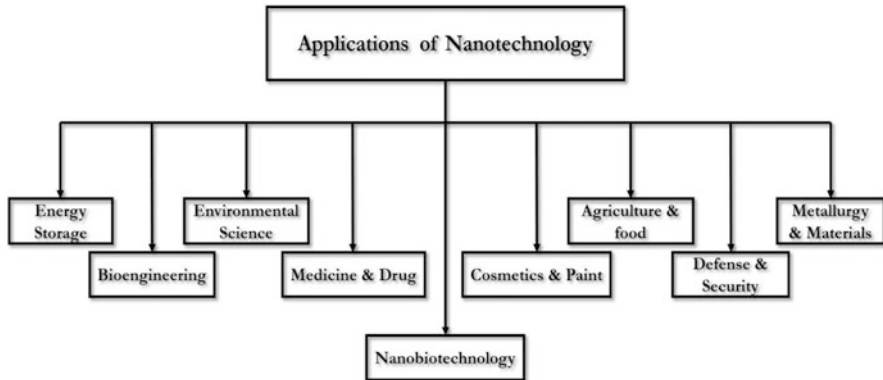 Applications of Nanotechnology
Energy
Storage
Environmental
Science
Agriculture &
food
Metallurgy
& Materials
Bioengineering
Medicine & Drug
Cosmetics & Paint
Defense &
Security
Nanobiotechnology